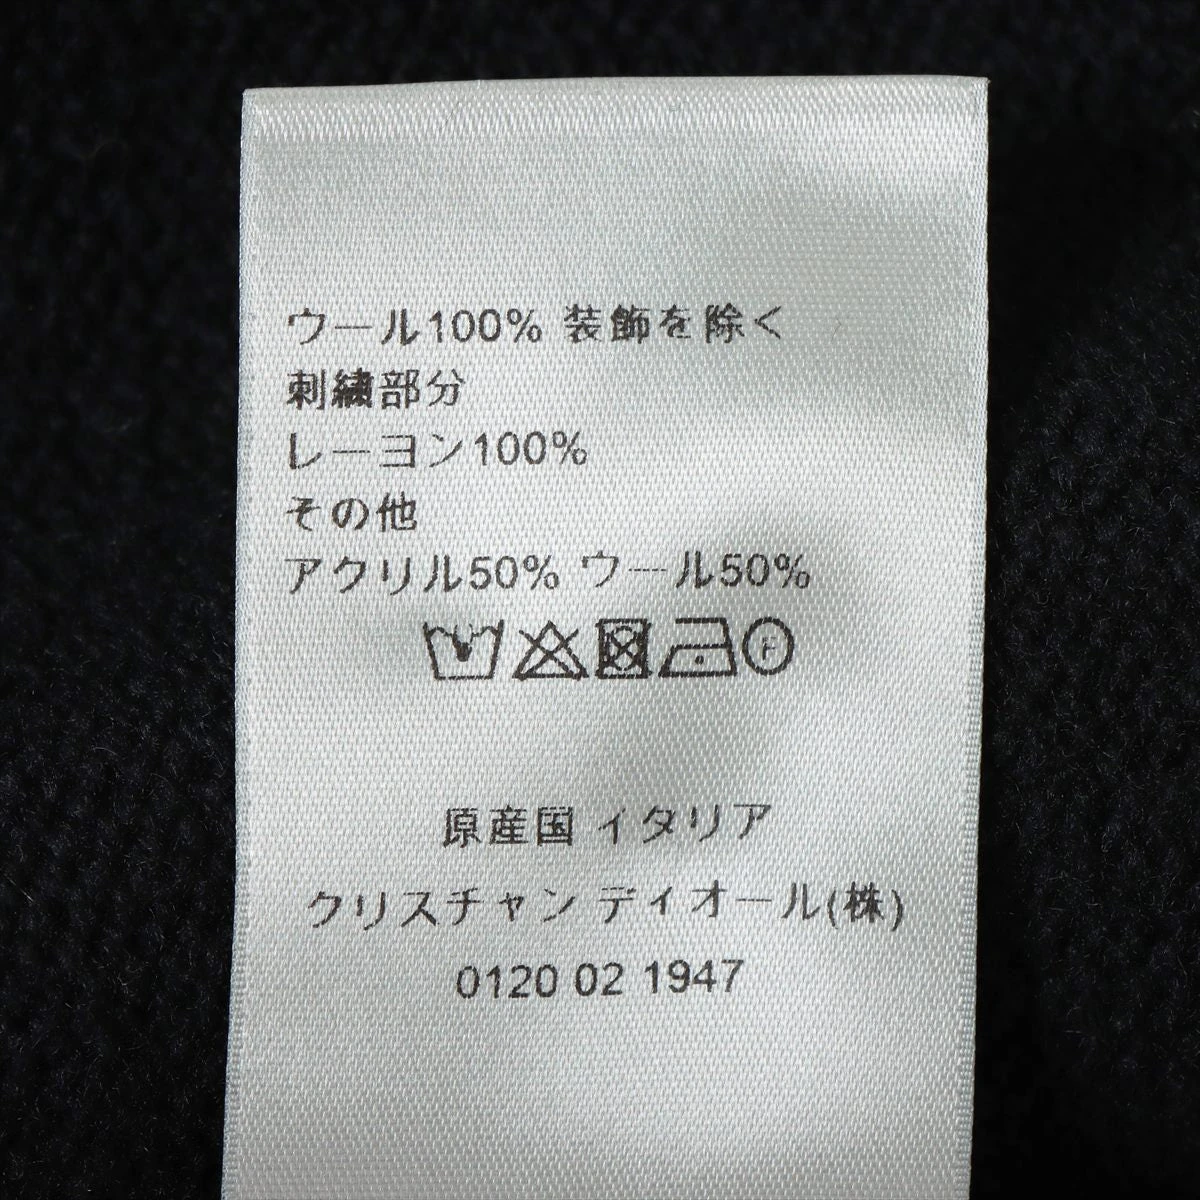 ウール100% 装飾を除く
刺繍部分
レーヨン100%
その他
アクリル50% ウール50%
F
原産国 イタリア
クリスチャン ディオール(株)
0120 02 1947